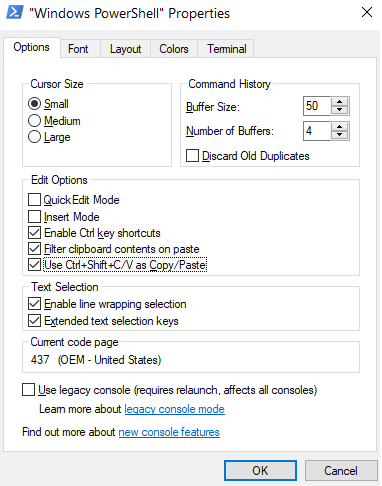 "Windows PowerShell" Properties
Options Font Layout Colors Terminal
Cursor Size
Small
Medium
Large
Command History
Buffer Size: 50
Number of Buffers: 4
Discard Old Duplicates
Edit Options
QuickEdit Mode
Insert Mode
Enable Ctrl key shortcuts
Filter clipboard contents on paste
Use Ctrl+Shift+C/V as Copy/Paste
Text Selection
Enable line wrapping selection
Extended text selection keys
Current code page
437 (OEM - United States)
Use legacy console (requires relaunch, affects all consoles)
Learn more about legacy console mode
Find out more about new console features
OK Cancel